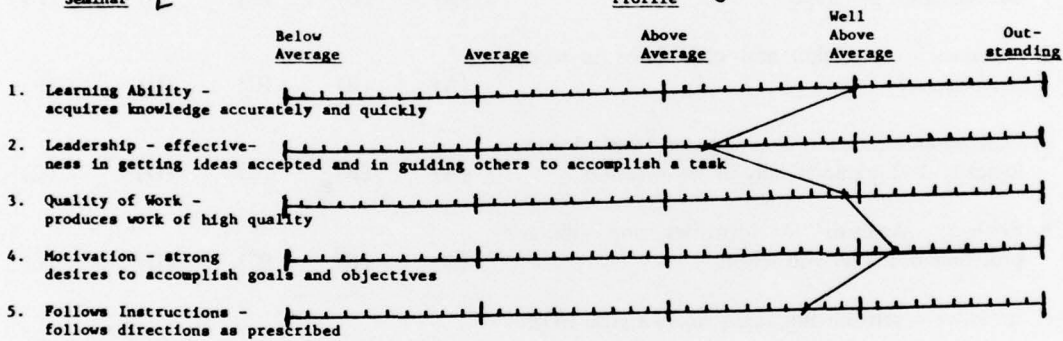 Seminar Profile
Well
Below Above Above Out-
Average Average Average Average standing
1. Learning Ability -
acquires knowledge accurately and quickly
2. Leadership - effective-
ness in getting ideas accepted and in guiding others to accomplish a task
3. Quality of Work -
produces work of high quality
4. Motivation - strong
desires to accomplish goals and objectives
5. Follows Instructions -
follows directions as prescribed